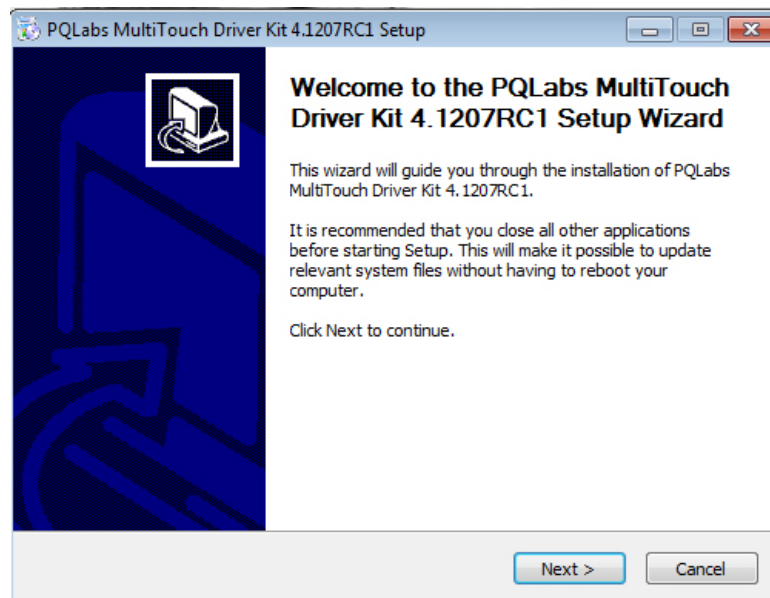 PQLabs MultiTouch Driver Kit 4.1207RC1 Setup
Welcome to the PQLabs MultiTouch
Driver Kit 4.1207RC1 Setup Wizard
This wizard will guide you through the installation of PQLabs
MultiTouch Driver Kit 4.1207RC1.
It is recommended that you close all other applications
before starting Setup. This will make it possible to update
relevant system files without having to reboot your
computer.
Click Next to continue.
Next >
Cancel